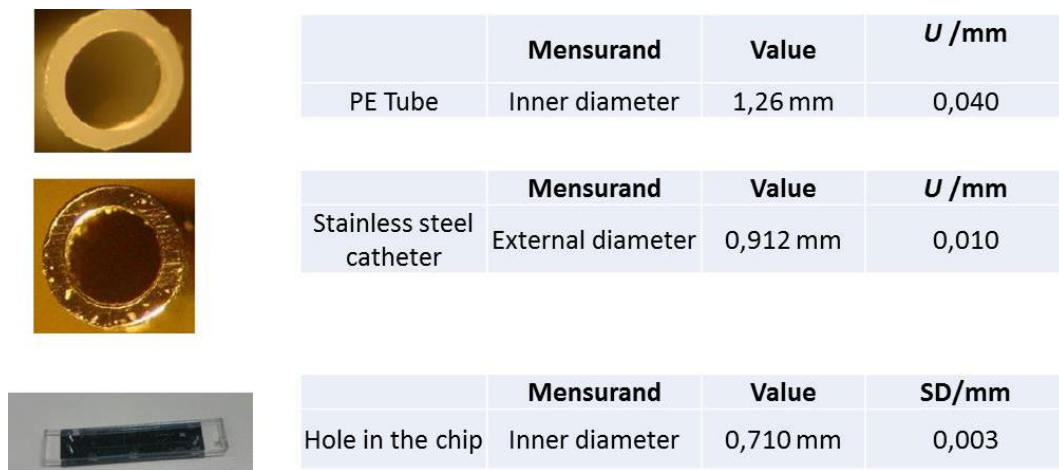 Mensurand Value U /mm
PE Tube Inner diameter 1,26 mm 0,040
Mensurand Value U /mm
Stainless steel catheter External diameter 0,912 mm 0,010
Mensurand Value SD/mm
Hole in the chip Inner diameter 0,710 mm 0,003